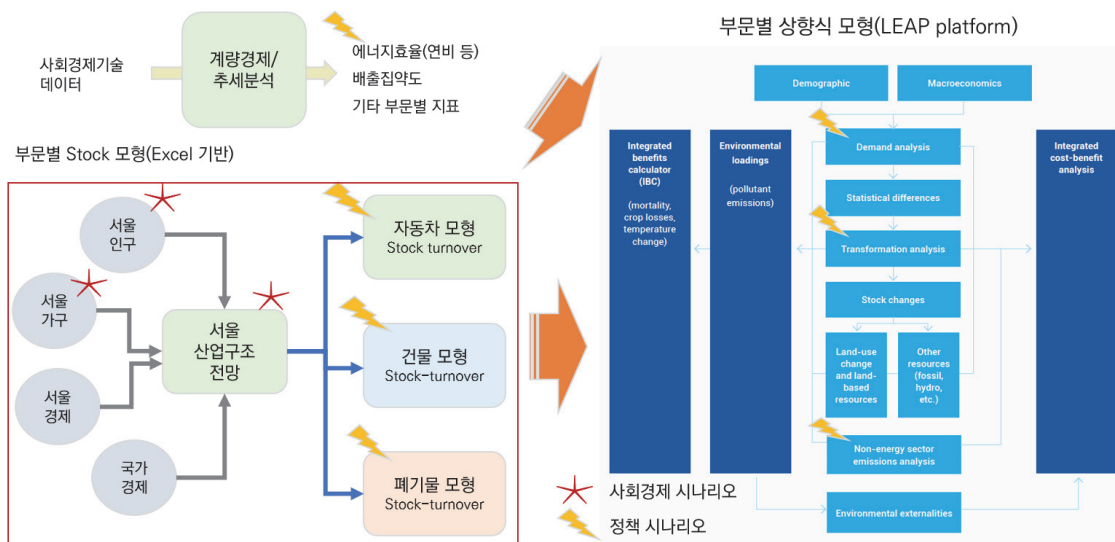 사회경제기술
데이터
계량경제/
추세분석
에너지효율(연비 등)
배출집약도
기타 부문별 지표
부문별 Stock 모형(Excel 기반)
서울
인구
서울
가구
서울
경제
국가
경제
서울
산업구조
전망
자동차 모형
Stock turnover
건물 모형
Stock-turnover
폐기물 모형
Stock-turnover
부문별 상향식 모형(LEAP platform)
Demographic
Macroeconomics
Integrated
benefits
calculator
(IBC)
(mortality,
crop losses,
temperature
change)
Environmental
loadings
(pollutant
emissions)
Demand analysis
Statistical differences
Transformation analysis
Stock changes
Land-use
change
and land-
based
resources
Other
resources
(fossil,
hydro,
etc.)
Non-energy sector
emissions analysis
Environmental externalities
Integrated
cost-benefit
analysis
사회경제 시나리오
정책 시나리오